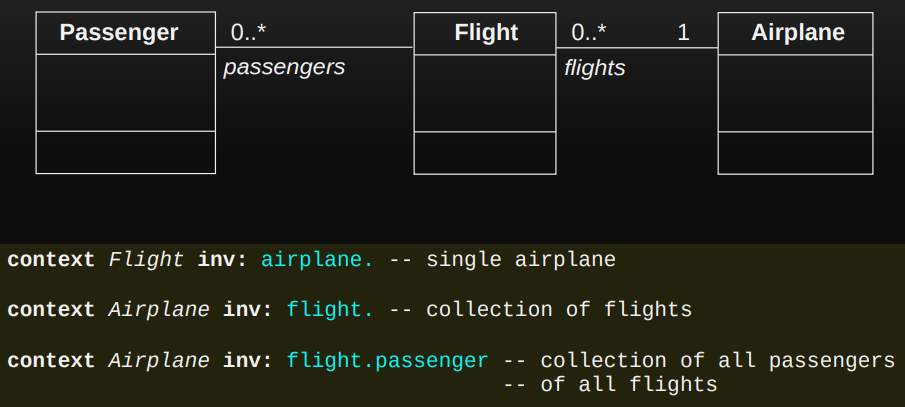 Passenger 0..* Flight 0..* 1 Airplane
passengers flights
context Flight inv: airplane. -- single airplane
context Airplane inv: flight. -- collection of flights
context Airplane inv: flight.passenger -- collection of all passengers
-- of all flights